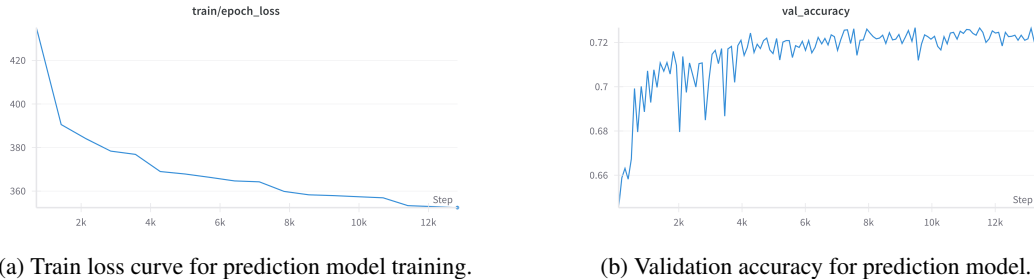 train/epoch_loss
420
400
380
360
Step
2k
4k
6k
8k
10k
12k
val_accuracy
0.72
0.7
0.68
0.66
Step
2k
4k
6k
8k
10k
12k
(a) Train loss curve for prediction model training.
(b) Validation accuracy for prediction model.